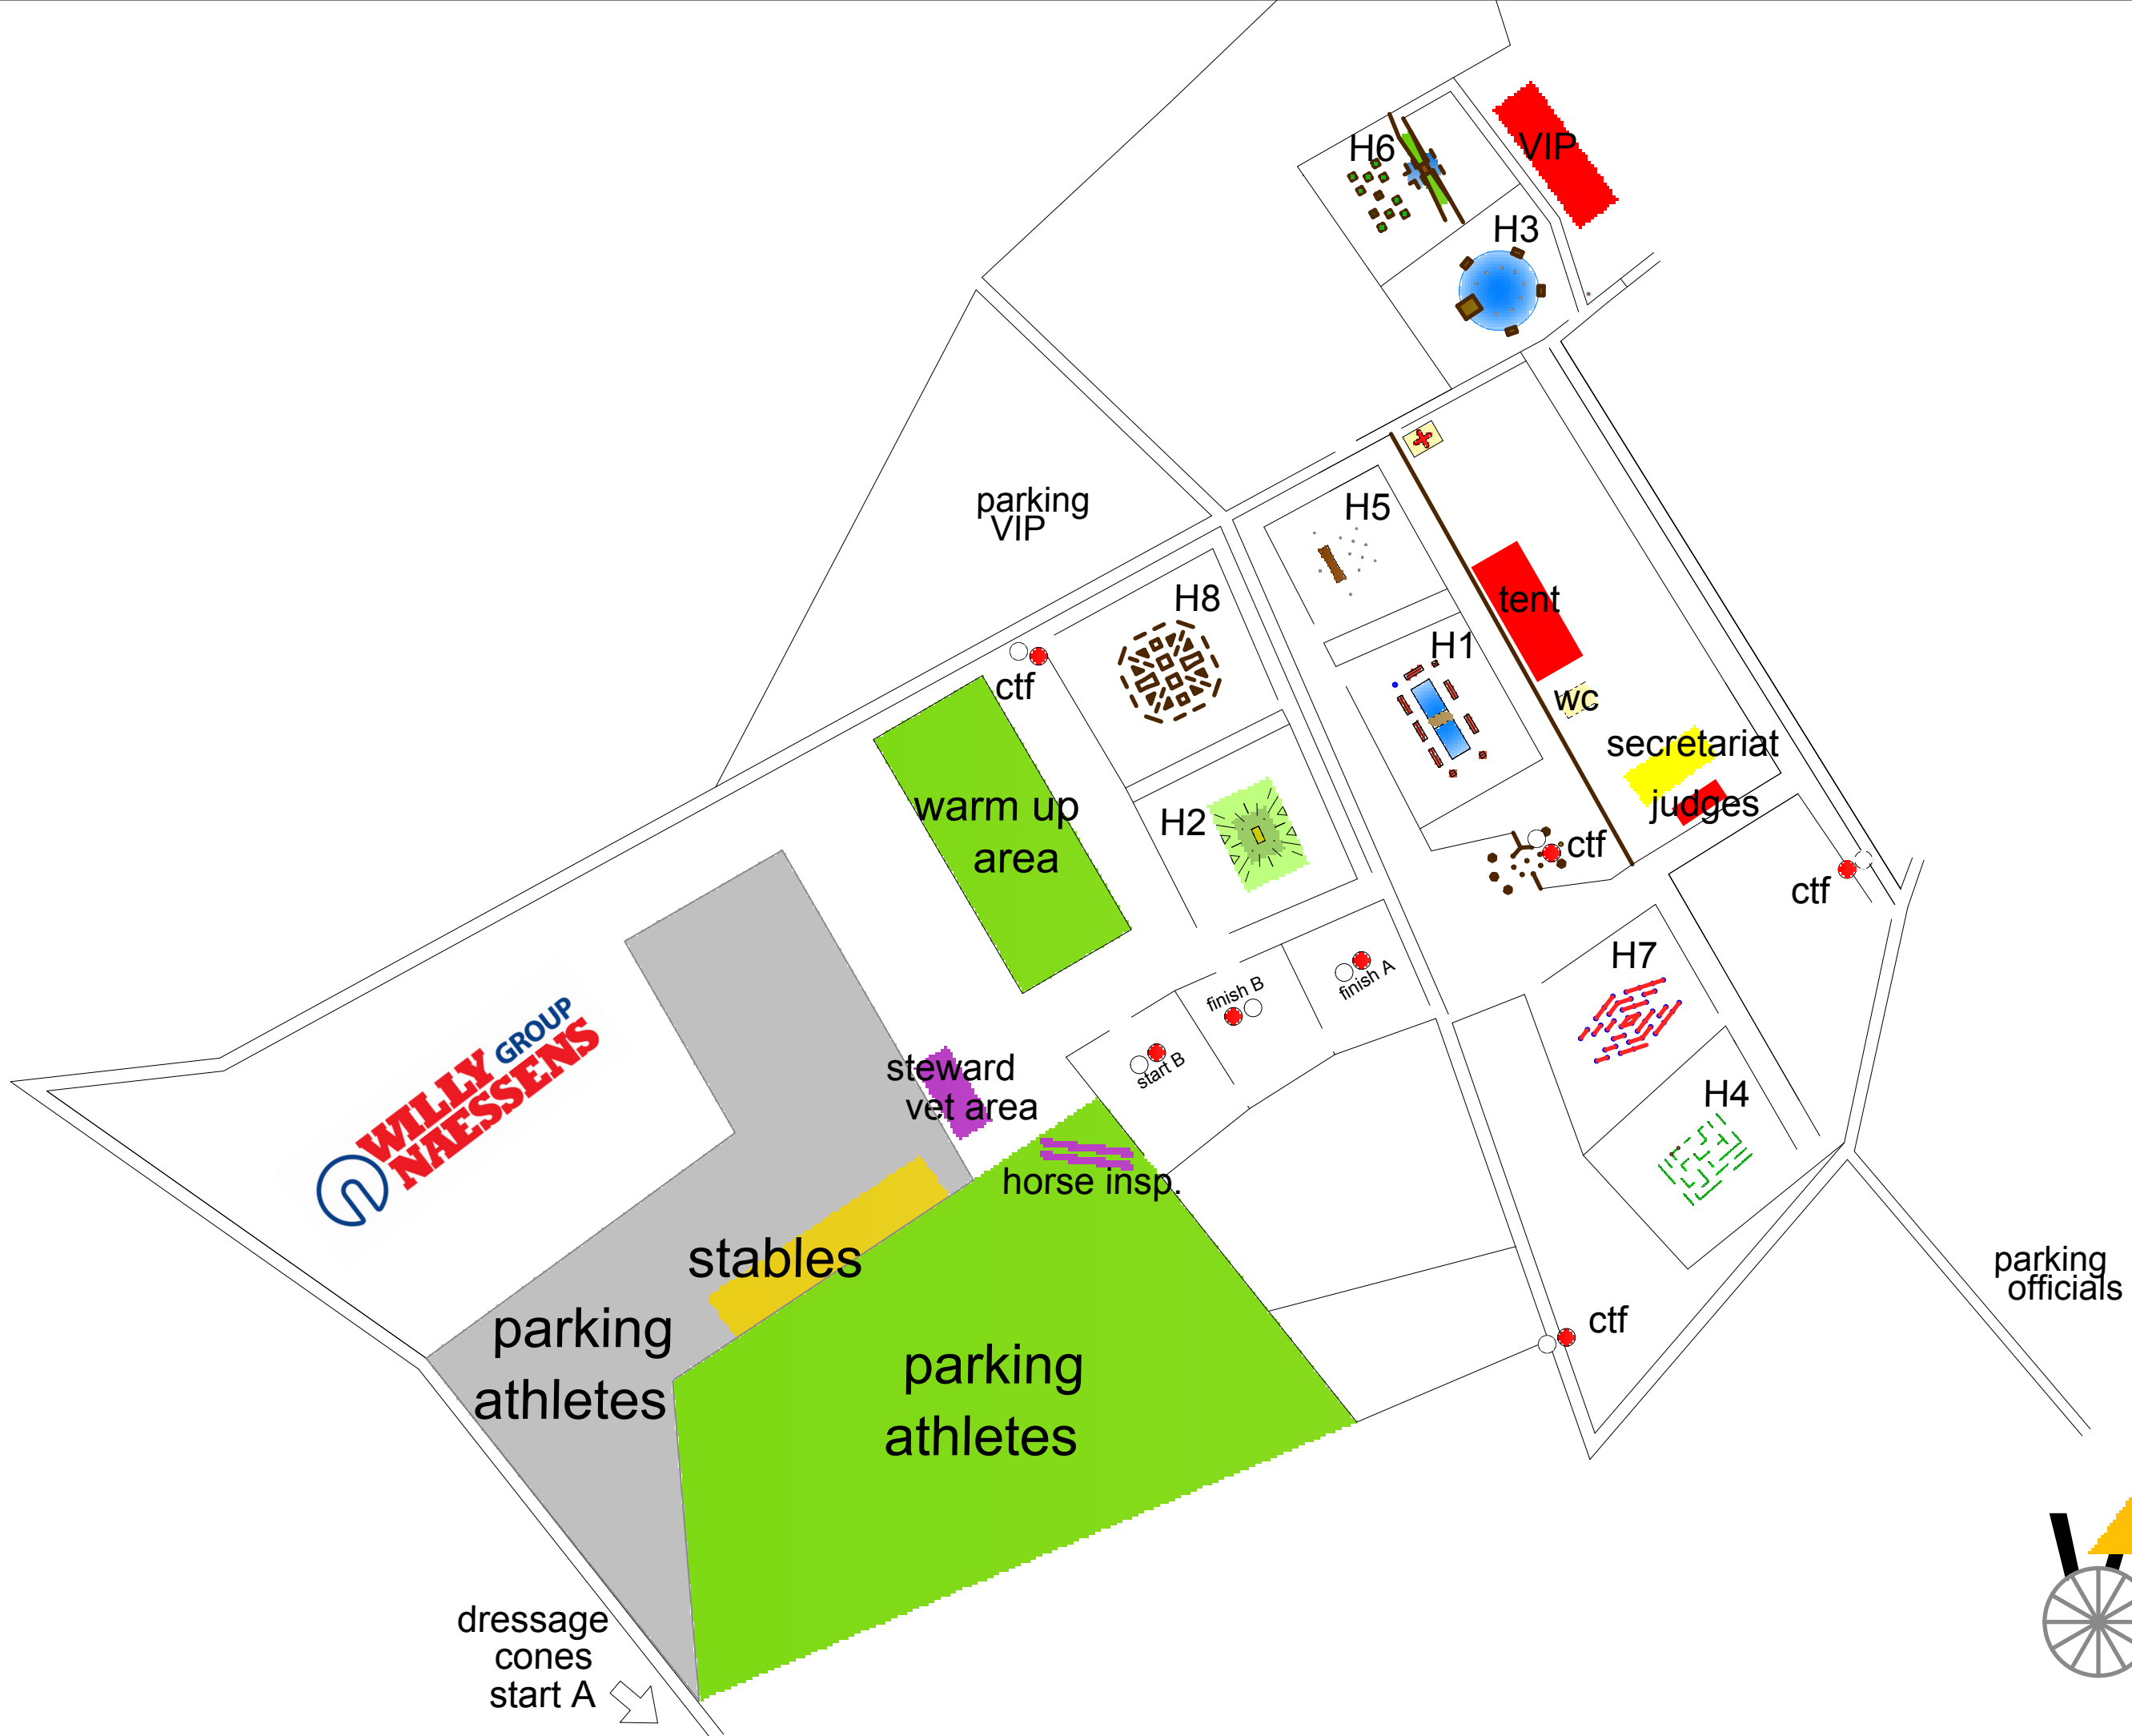 H6
VIP
H3
parking
VIP
H5
H8
tent
H1
ctf
wc
secretariat
judges
warm up
area
H2
ctf
ctf
H7
finish B
finish A
start B
steward
vet area
WILLY GROUP
NAESSENS
H4
horse insp.
stables
parking
officials
parking
athletes
ctf
parking
athletes
dressage
cones
start A